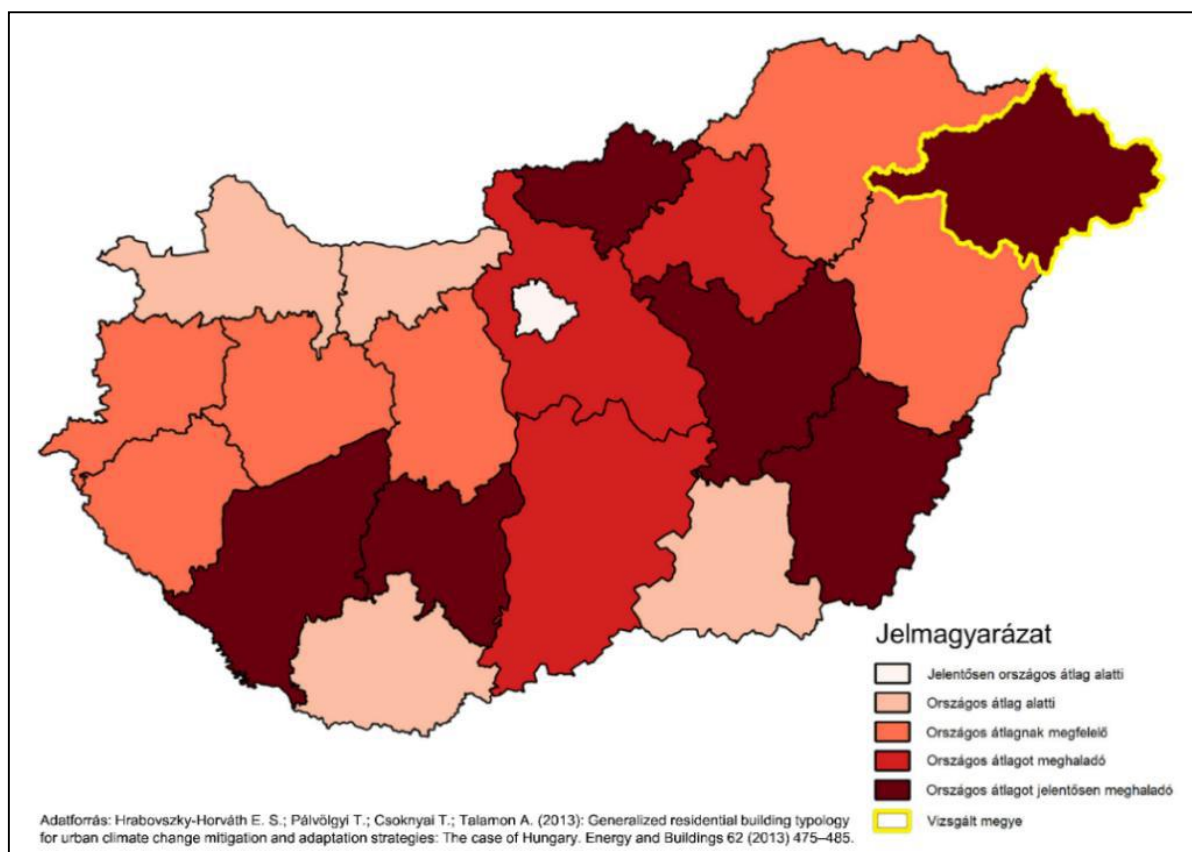 Jelmagyarázat
Jelentősen országos átlag alatti
Országos átlag alatti
Országos átlagnak megfelelő
Országos átlagot meghaladó
Országos átlagot jelentősen meghaladó
Vizsgált megye
Adatforrás: Hrabovszky-Horváth E. S.; Pálvölgyi T.; Csoknyai T.; Talamon A. (2013): Generalized residential building typology
for urban climate change mitigation and adaptation strategies: The case of Hungary. Energy and Buildings 62 (2013) 475–485.